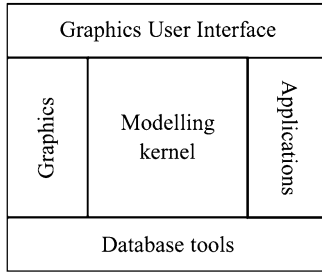 Graphics User Interface
Graphics
Modelling
kernel
Applications
Database tools